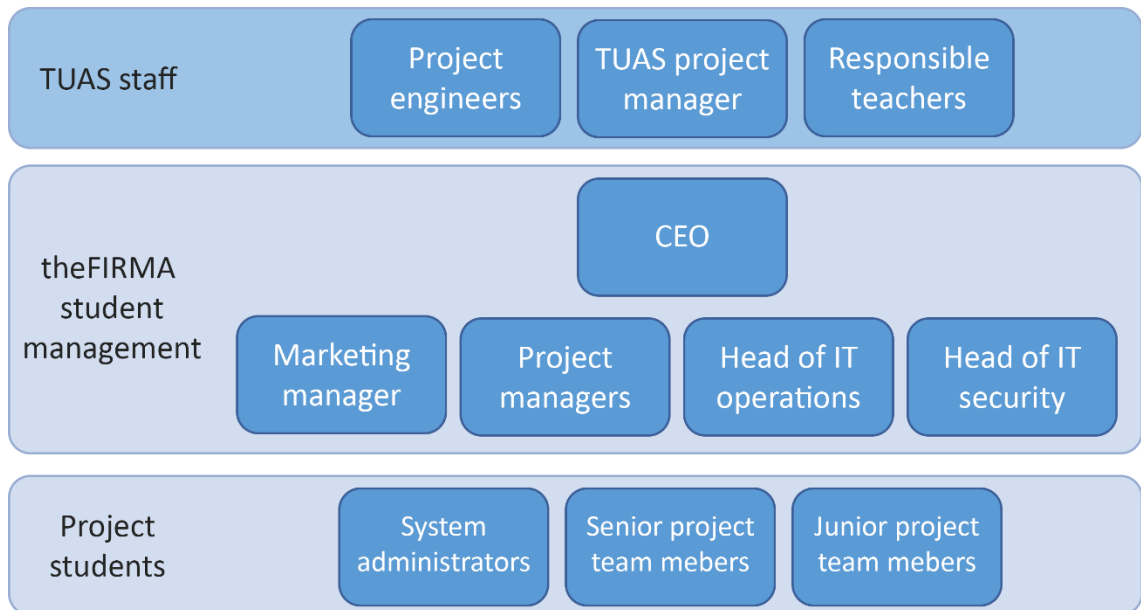 TUAS staff
Project
engineers
TUAS project
manager
Responsible
teachers
theFIRMA
student
management
CEO
Marketing
manager
Project
managers
Head of IT
operations
Head of IT
security
Project
students
System
administrators
Senior project
team mebers
Junior project
team mebers